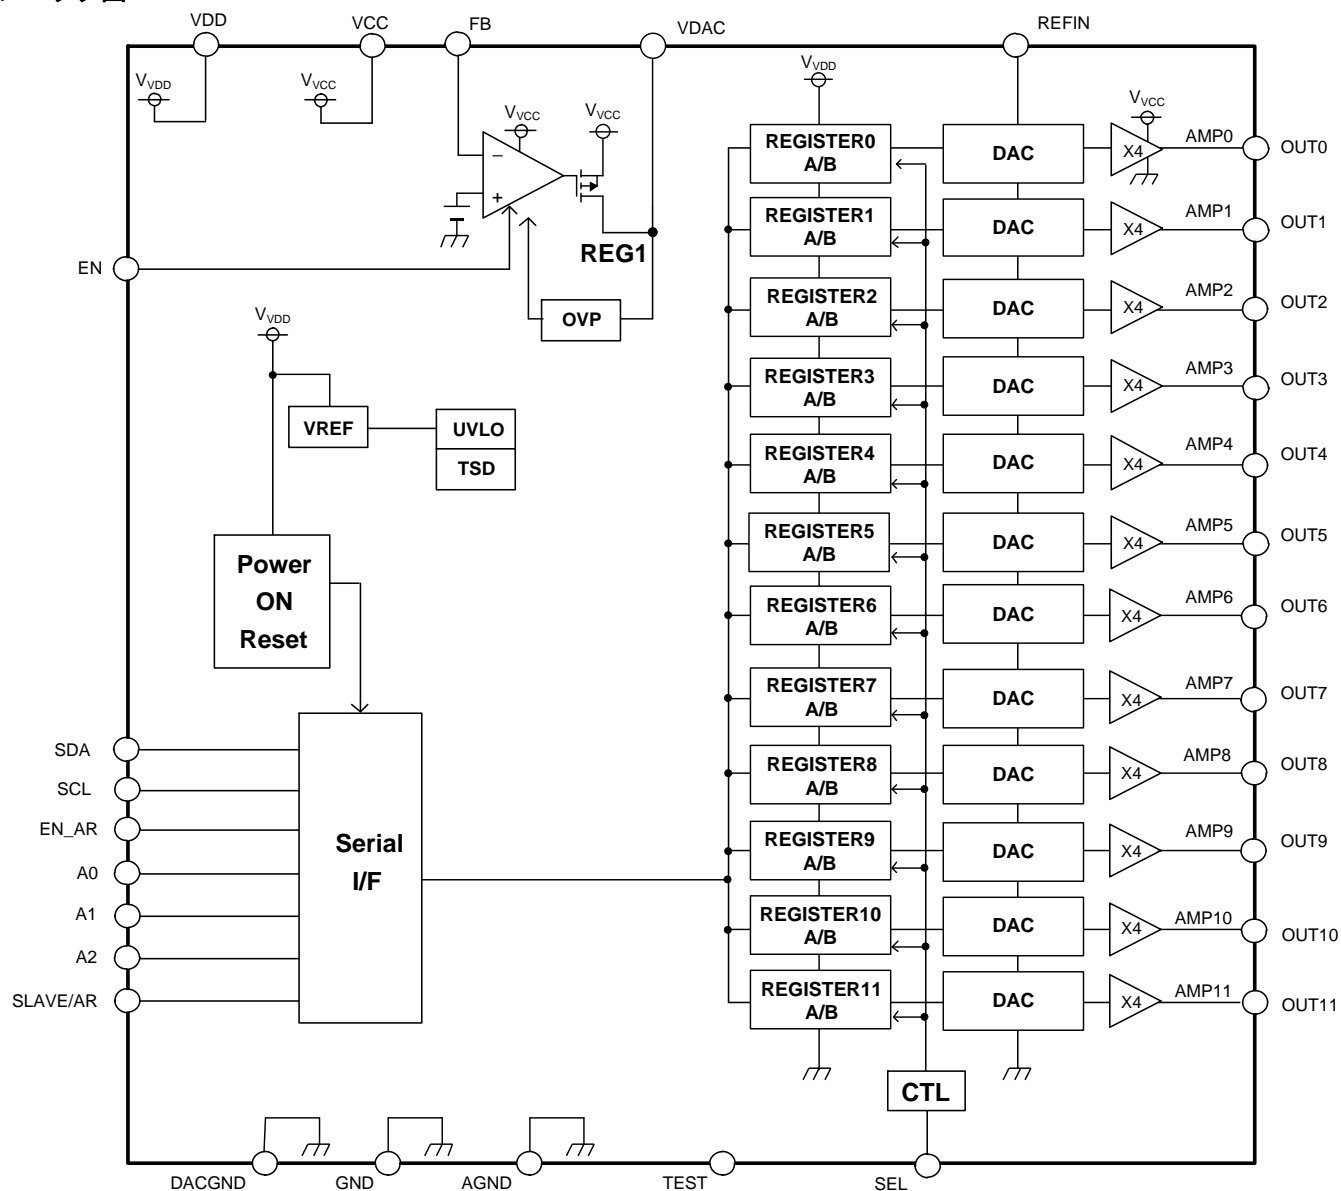 VDD
VCC
FB
VDAC
REFIN
VVDD
VVCC
VVCC
VVCC
VVDD
VVCC
−
+
REG1
EN
OVP
VVDD
VREF
UVLO
TSD
Power
ON
Reset
SDA
SCL
EN_AR
A0
A1
A2
SLAVE/AR
Serial
I/F
REGISTER0
A/B
DAC
X4
AMP0
OUT0
REGISTER1
A/B
DAC
X4
AMP1
OUT1
REGISTER2
A/B
DAC
X4
AMP2
OUT2
REGISTER3
A/B
DAC
X4
AMP3
OUT3
REGISTER4
A/B
DAC
X4
AMP4
OUT4
REGISTER5
A/B
DAC
X4
AMP5
OUT5
REGISTER6
A/B
DAC
X4
AMP6
OUT6
REGISTER7
A/B
DAC
X4
AMP7
OUT7
REGISTER8
A/B
DAC
X4
AMP8
OUT8
REGISTER9
A/B
DAC
X4
AMP9
OUT9
REGISTER10
A/B
DAC
X4
AMP10
OUT10
REGISTER11
A/B
DAC
X4
AMP11
OUT11
CTL
DACGND
GND
AGND
TEST
SEL